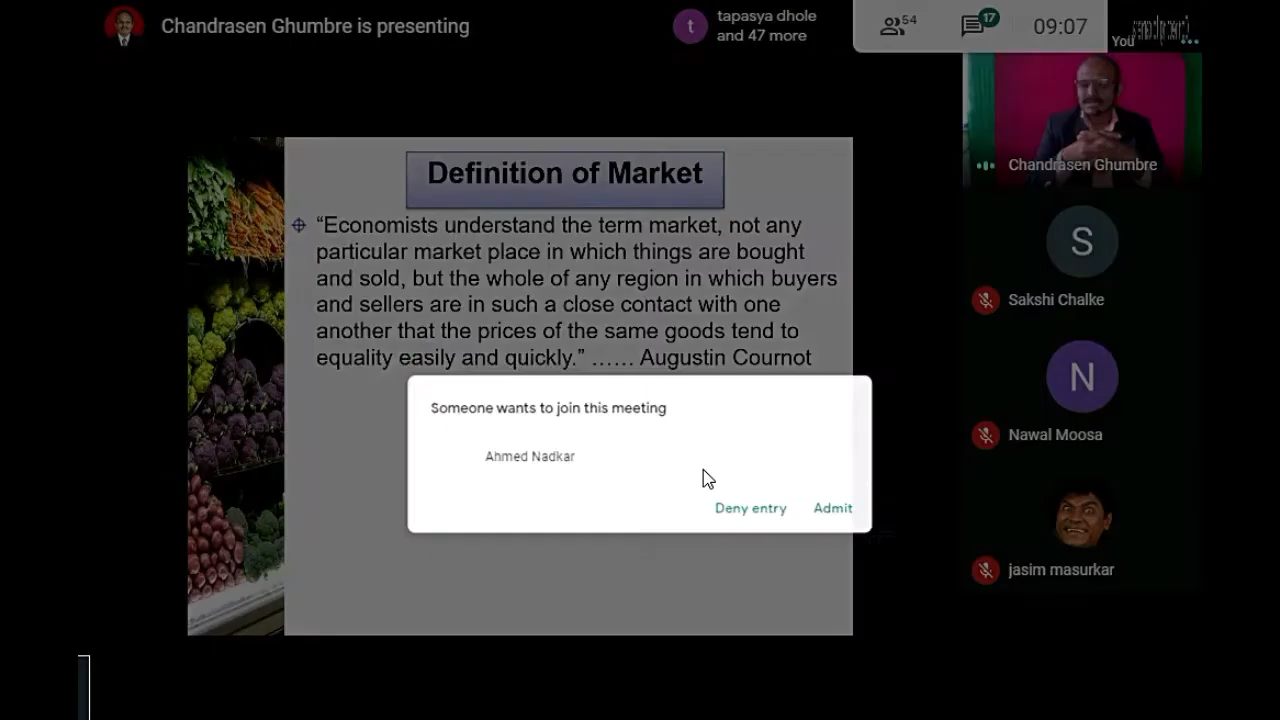 Chandrasen Ghumbre is presenting
t
tapasya dhole
and 47 more
54
17
09:07
You
Chandrasen Ghumbre
Definition of Market
“Economists understand the term market, not any
particular market place in which things are bought
and sold, but the whole of any region in which buyers
and sellers are in such a close contact with one
another that the prices of the same goods tend to
equality easily and quickly.” …… Augustin Cournot
Someone wants to join this meeting
Ahmed Nadkar
Deny entry
Admit
S
Sakshi Chalke
N
Nawal Moosa
jasim masurkar